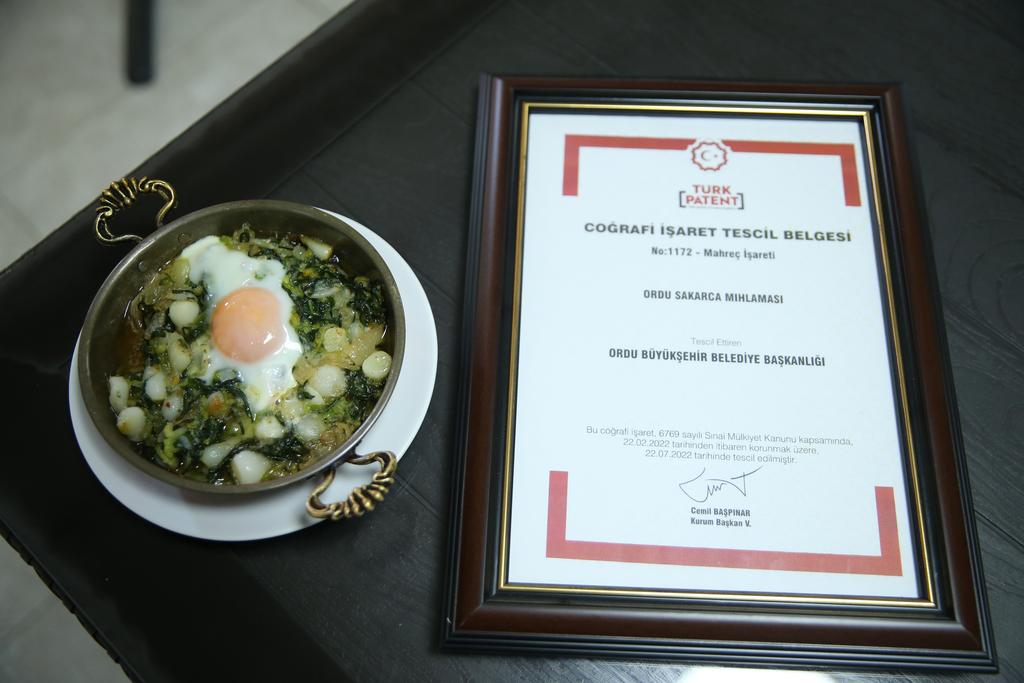 TURK
PATENT
COĞRAFİ İŞARET TESCİL BELGESİ
No:1172 - Mahreç İşareti
ORDU SAKARCA MIHLAMASI
Tescil Ettiren
ORDU BÜYÜKŞEHİR BELEDİYE BAŞKANLIĞI
Bu coğrafi işaret, 6769 sayılı Sınai Mülkiyet Kanunu kapsamında,
22.02.2022 tarihinden itibaren korunmak üzere,
22.07.2022 tarihinde tescil edilmiştir.
Cemil BAŞPINAR
Kurum Başkan V.